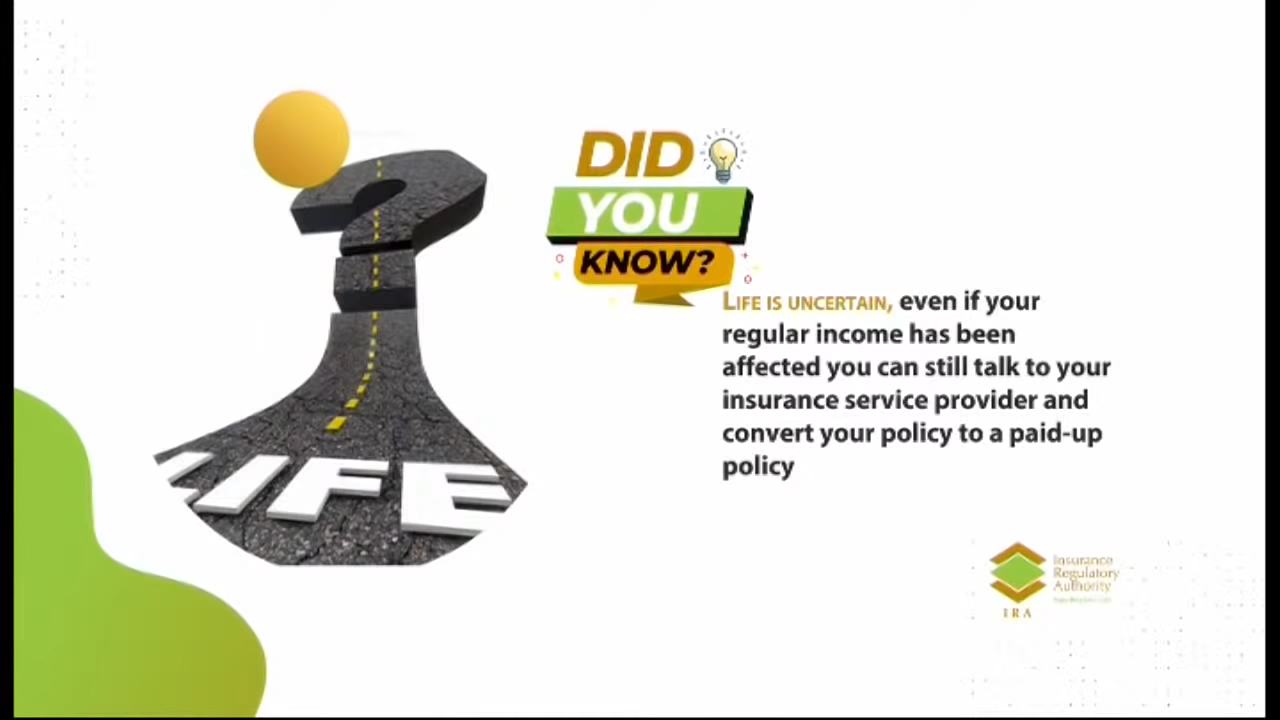 DID
YOU
KNOW?
LIFE IS UNCERTAIN, even if your
regular income has been
affected you can still talk to your
insurance service provider and
convert your policy to a paid-up
policy
LIFE
Insurance
Regulatory
Authority
IRA